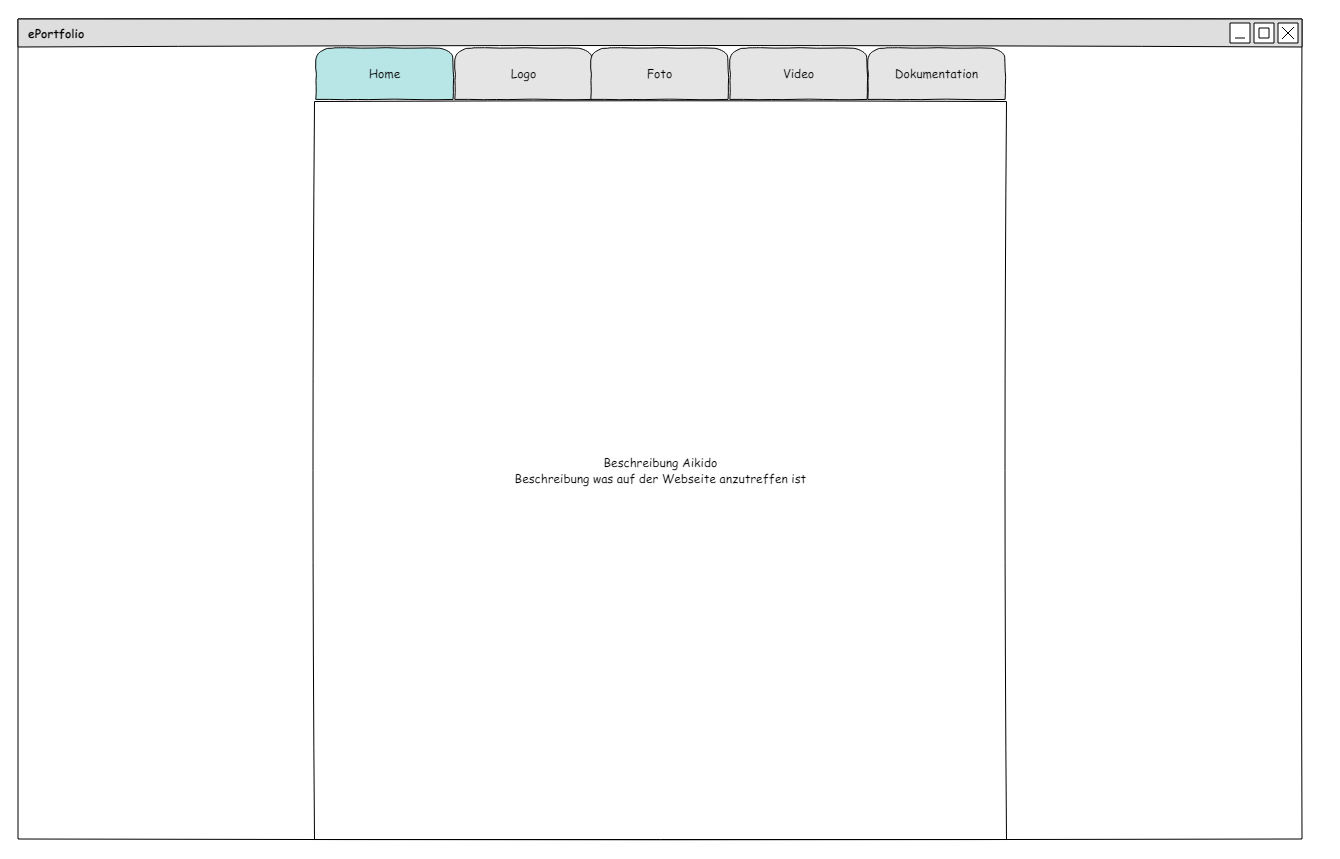 ePortfolio
Home
Logo
Foto
Video
Dokumentation
Beschreibung Aikido
Beschreibung was auf der Webseite anzutreffen ist